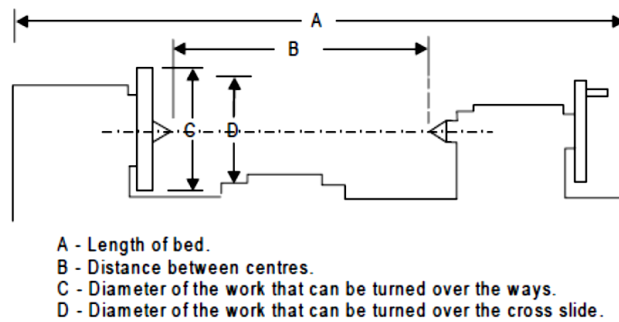 A
B
C
D
A - Length of bed.
B - Distance between centres.
C - Diameter of the work that can be turned over the ways.
D - Diameter of the work that can be turned over the cross slide.